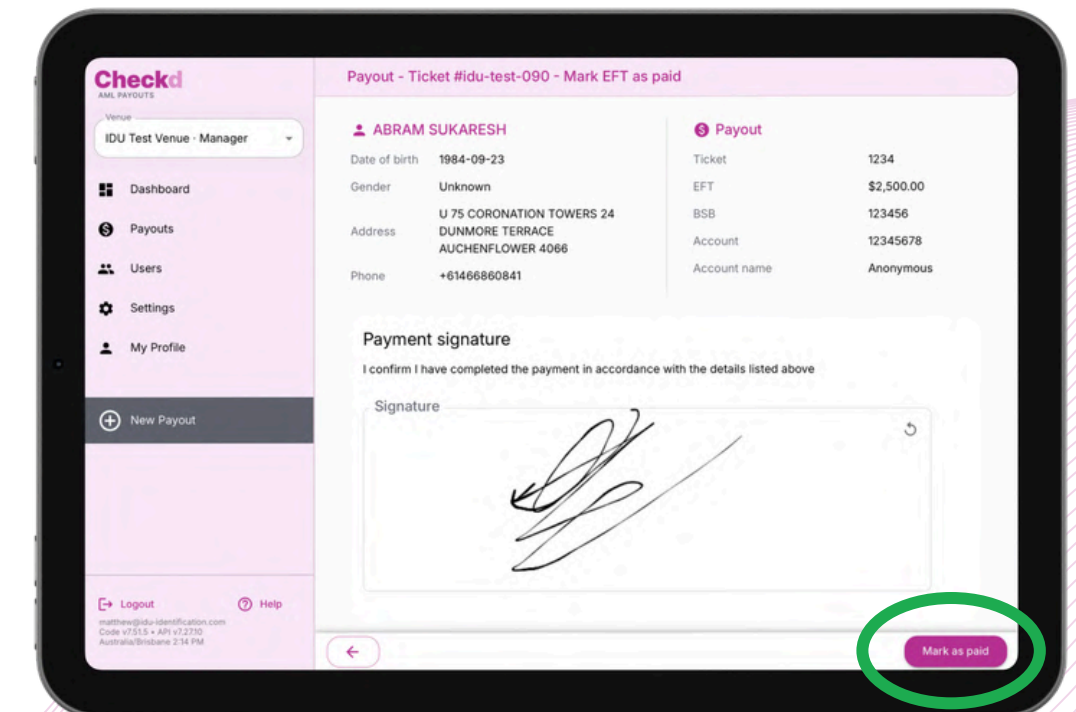 Checkd
AML PAYOUTS
Venue
IDU Test Venue · Manager
Dashboard
Payouts
Users
Settings
My Profile
New Payout
Logout
Help
matthew@idu-identification.com
Code v7.51.5 • API v7.27.10
Australia/Brisbane 2:14 PM
Payout - Ticket #idu-test-090 - Mark EFT as paid
ABRAM SUKARESH
Date of birth 1984-09-23
Gender Unknown
Address U 75 CORONATION TOWERS 24
DUNMORE TERRACE
AUCHENFLOWER 4066
Phone +61466860841
Payout
Ticket 1234
EFT $2,500.00
BSB 123456
Account 12345678
Account name Anonymous
Payment signature
I confirm I have completed the payment in accordance with the details listed above
Signature
Mark as paid